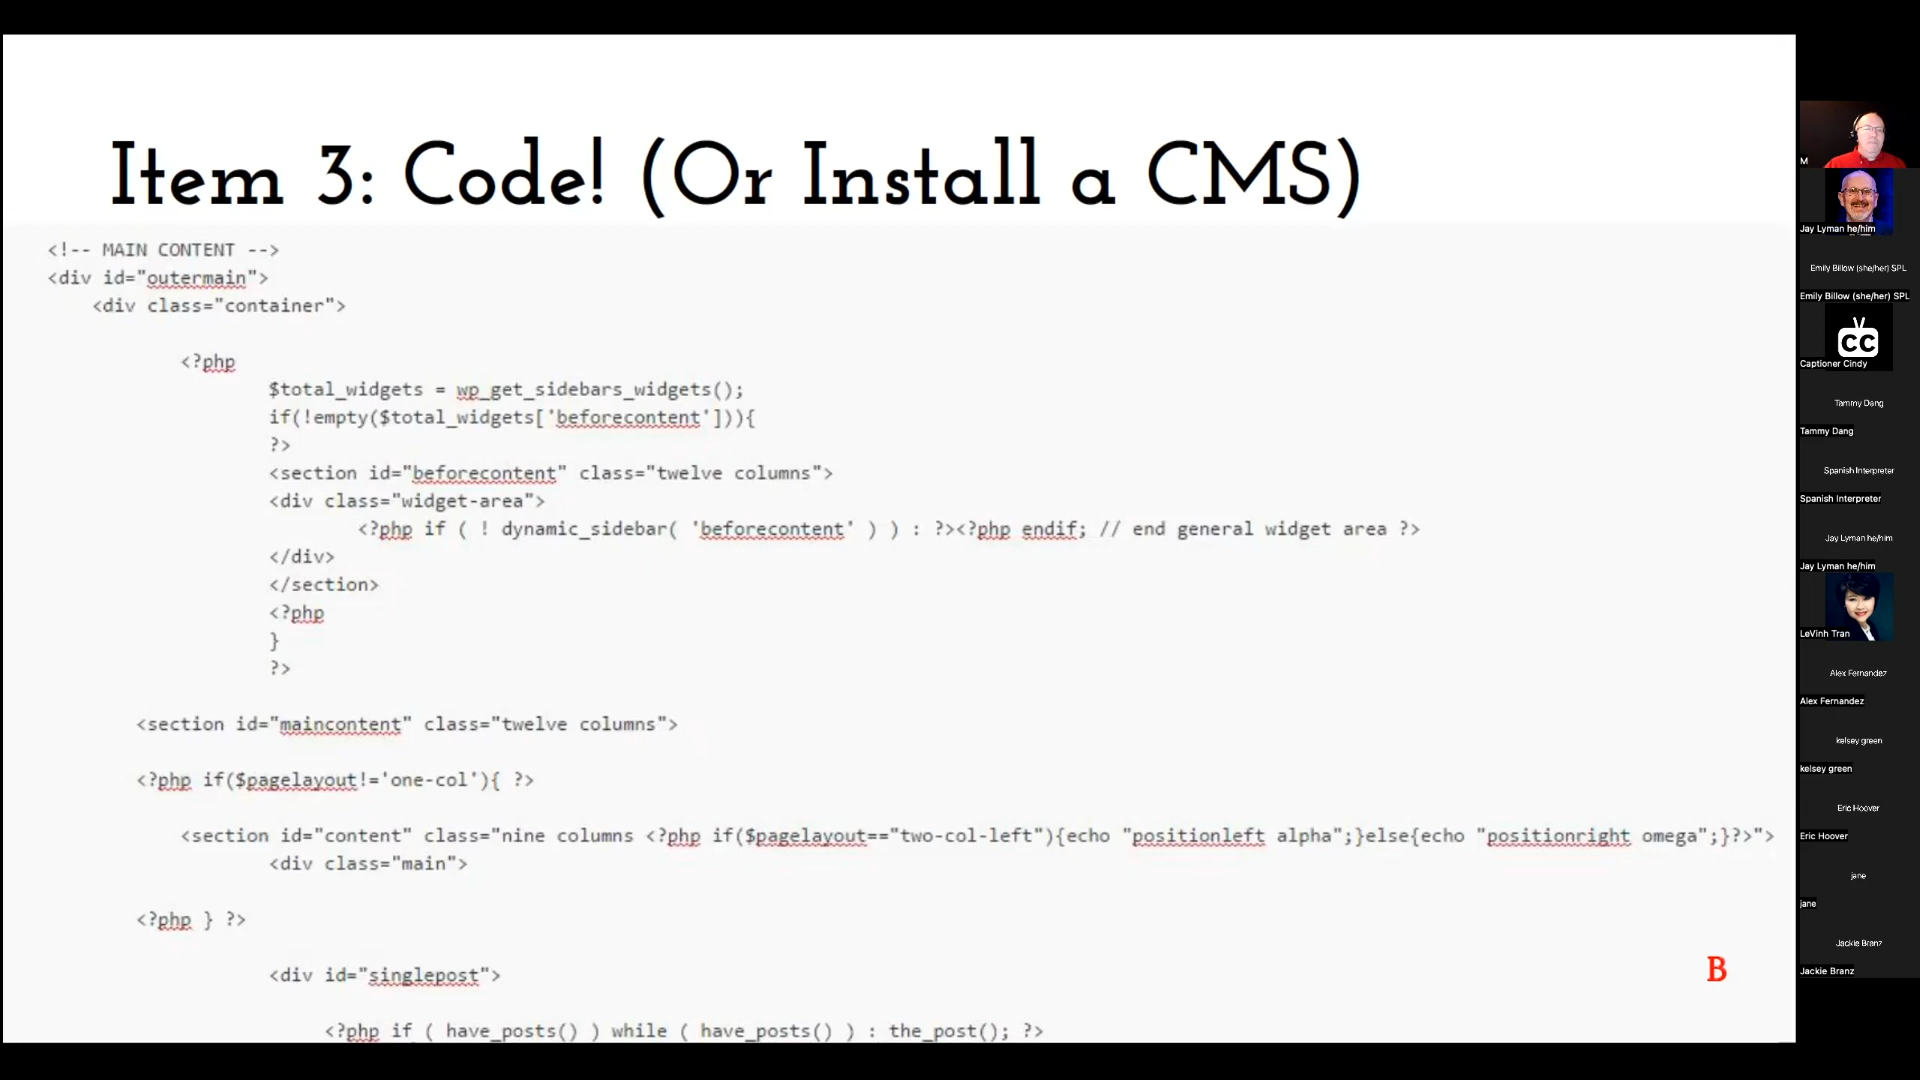 Item 3: Code! (Or Install a CMS)
<!-- MAIN CONTENT -->
<div id="outermain">
<div class="container">
<?php
$total_widgets = wp_get_sidebars_widgets();
if(!empty($total_widgets['beforecontent'])){
?>
<section id="beforecontent" class="twelve columns">
<div class="widget-area">
<?php if ( ! dynamic_sidebar( 'beforecontent' ) ) : ?><?php endif; // end general widget area ?>
</div>
</section>
<?php
}
?>
<section id="maincontent" class="twelve columns">
<?php if($pagelayout!='one-col'){ ?>
<section id="content" class="nine columns <?php if($pagelayout=="two-col-left"){echo "positionleft alpha";}else{echo "positionright omega";}?>">
<div class="main">
<?php } ?>
<div id="singlepost">
<?php if ( have_posts() ) while ( have_posts() ) : the_post(); ?>
B
M
Jay Lyman he/him
Emily Billow (she/her) SPL
Emily Billow (she/her) SPL
CC
Captioner Cindy
Tammy Dang
Tammy Dang
Spanish Interpreter
Spanish Interpreter
Jay Lyman he/him
Jay Lyman he/him
LeVinh Tran
Alex Fernandez
Alex Fernandez
kelsey green
kelsey green
Eric Hoover
Eric Hoover
jane
jane
Jackie Branz
Jackie Branz